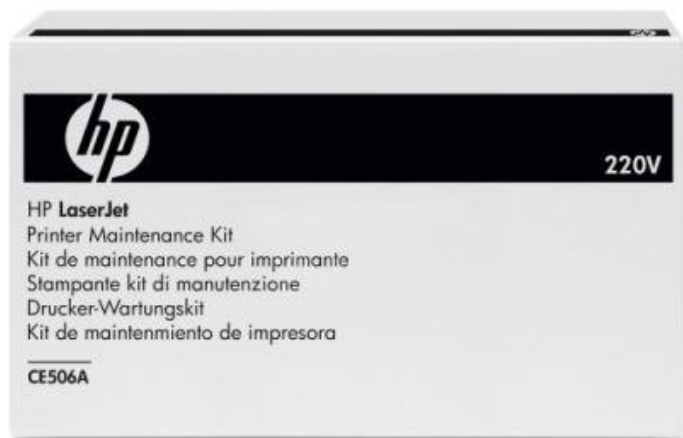 hp
220V
HP LaserJet
Printer Maintenance Kit
Kit de maintenance pour imprimante
Stampante kit di manutenzione
Drucker-Wartungskit
Kit de maintenmiento de impresora
CE506A